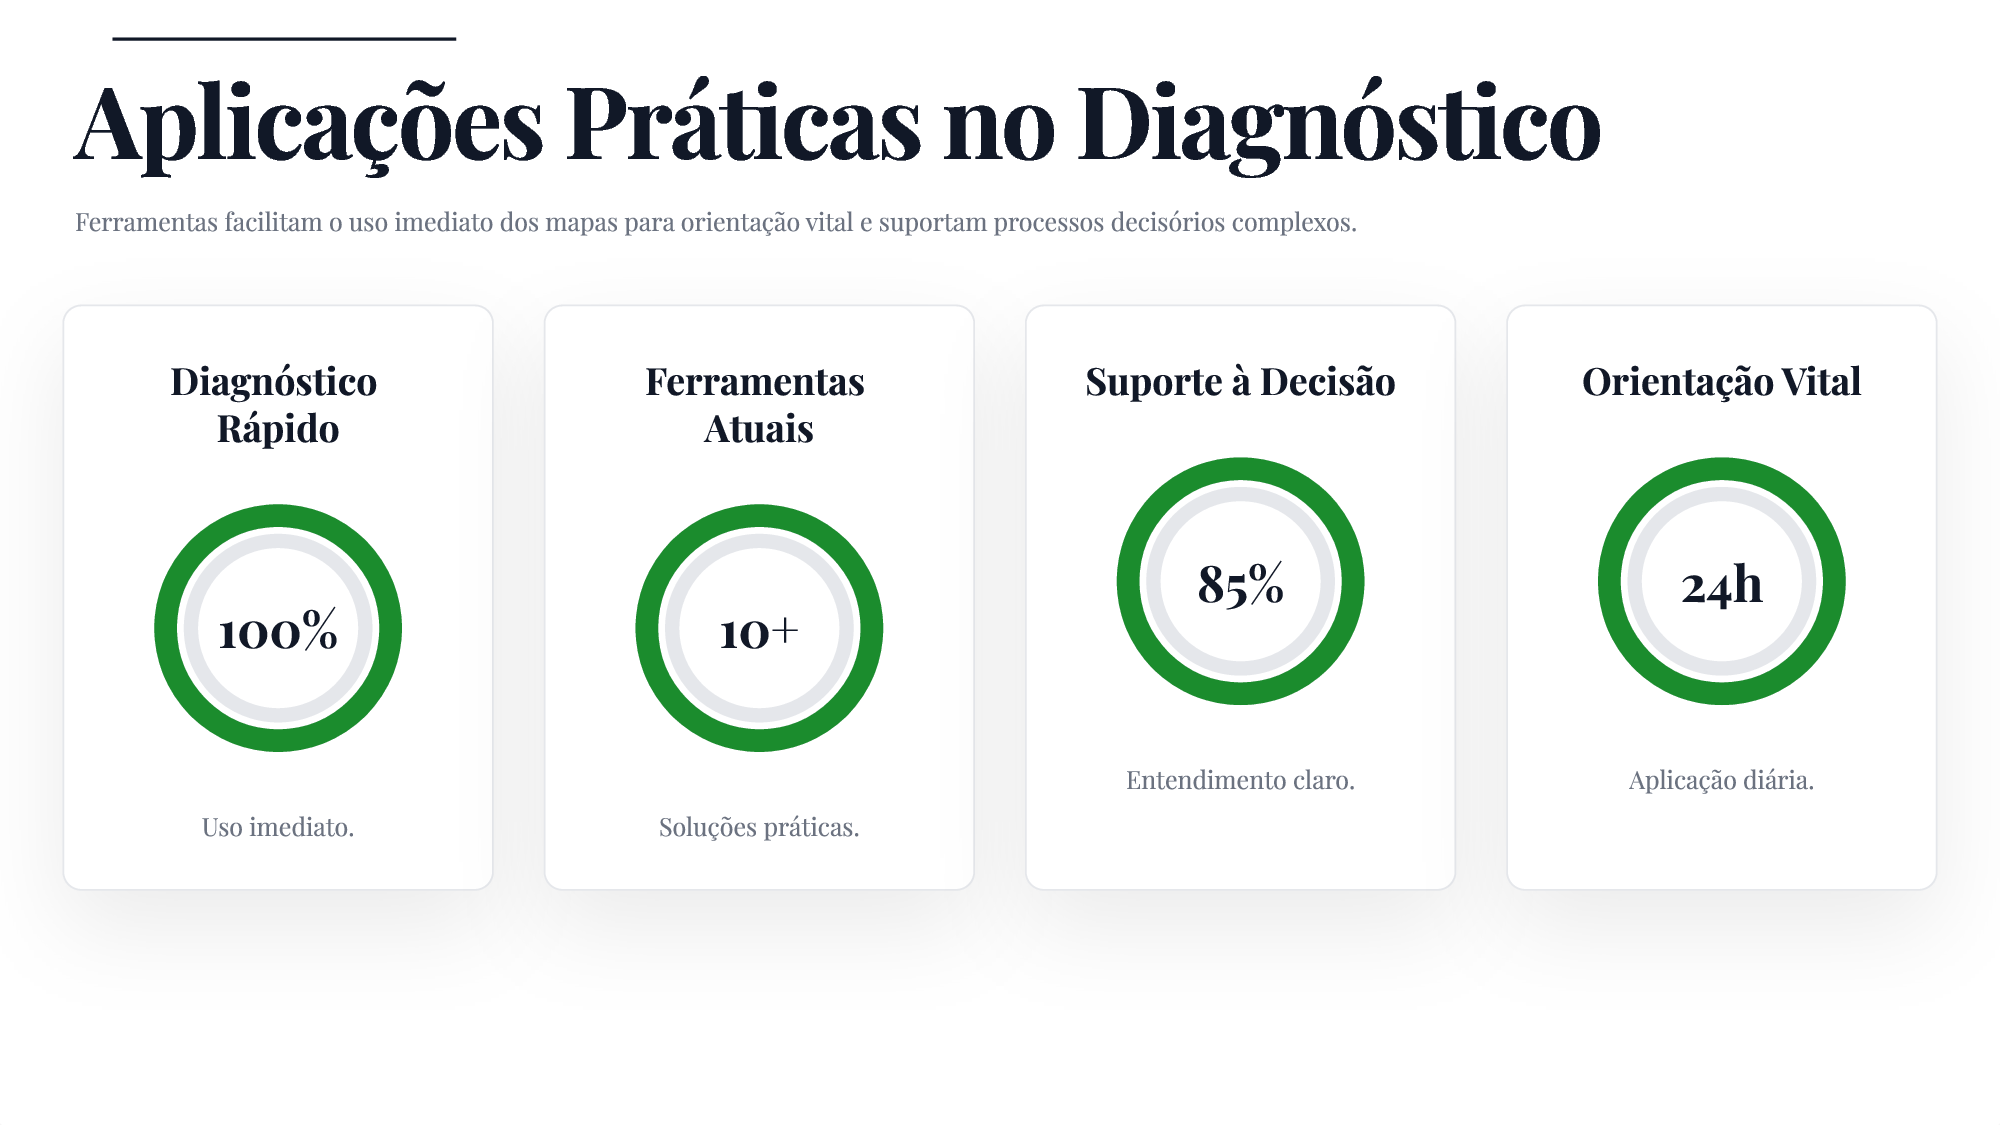 Aplicações Práticas no Diagnóstico
Ferramentas facilitam o uso imediato dos mapas para orientação vital e suportam processos decisórios complexos.
Diagnóstico
Rápido
100%
Uso imediato.
Ferramentas
Atuais
10+
Soluções práticas.
Suporte à Decisão
85%
Entendimento claro.
Orientação Vital
24h
Aplicação diária.